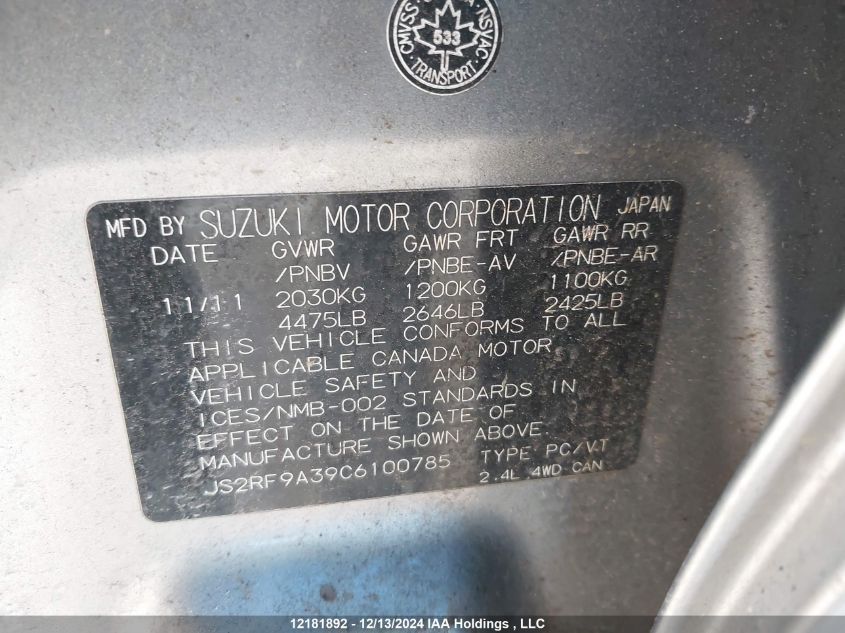 CMVSS NSVAC
533
TRANSPORT
MFD BY SUZUKI MOTOR CORPORATION JAPAN
DATE GVWR GAWR FRT GAWR RR
/PNBV /PNBE-AV /PNBE-AR
11/11 2030KG 1200KG 1100KG
4475LB 2646LB 2425LB
THIS VEHICLE CONFORMS TO ALL
APPLICABLE CANADA MOTOR
VEHICLE SAFETY AND
ICES/NMB-002 STANDARDS IN
EFFECT ON THE DATE OF
MANUFACTURE SHOWN ABOVE.
JS2RF9A39C6100785 TYPE PC/VT
2.4L 4WD CAN
12181892 - 12/13/2024 IAA Holdings , LLC